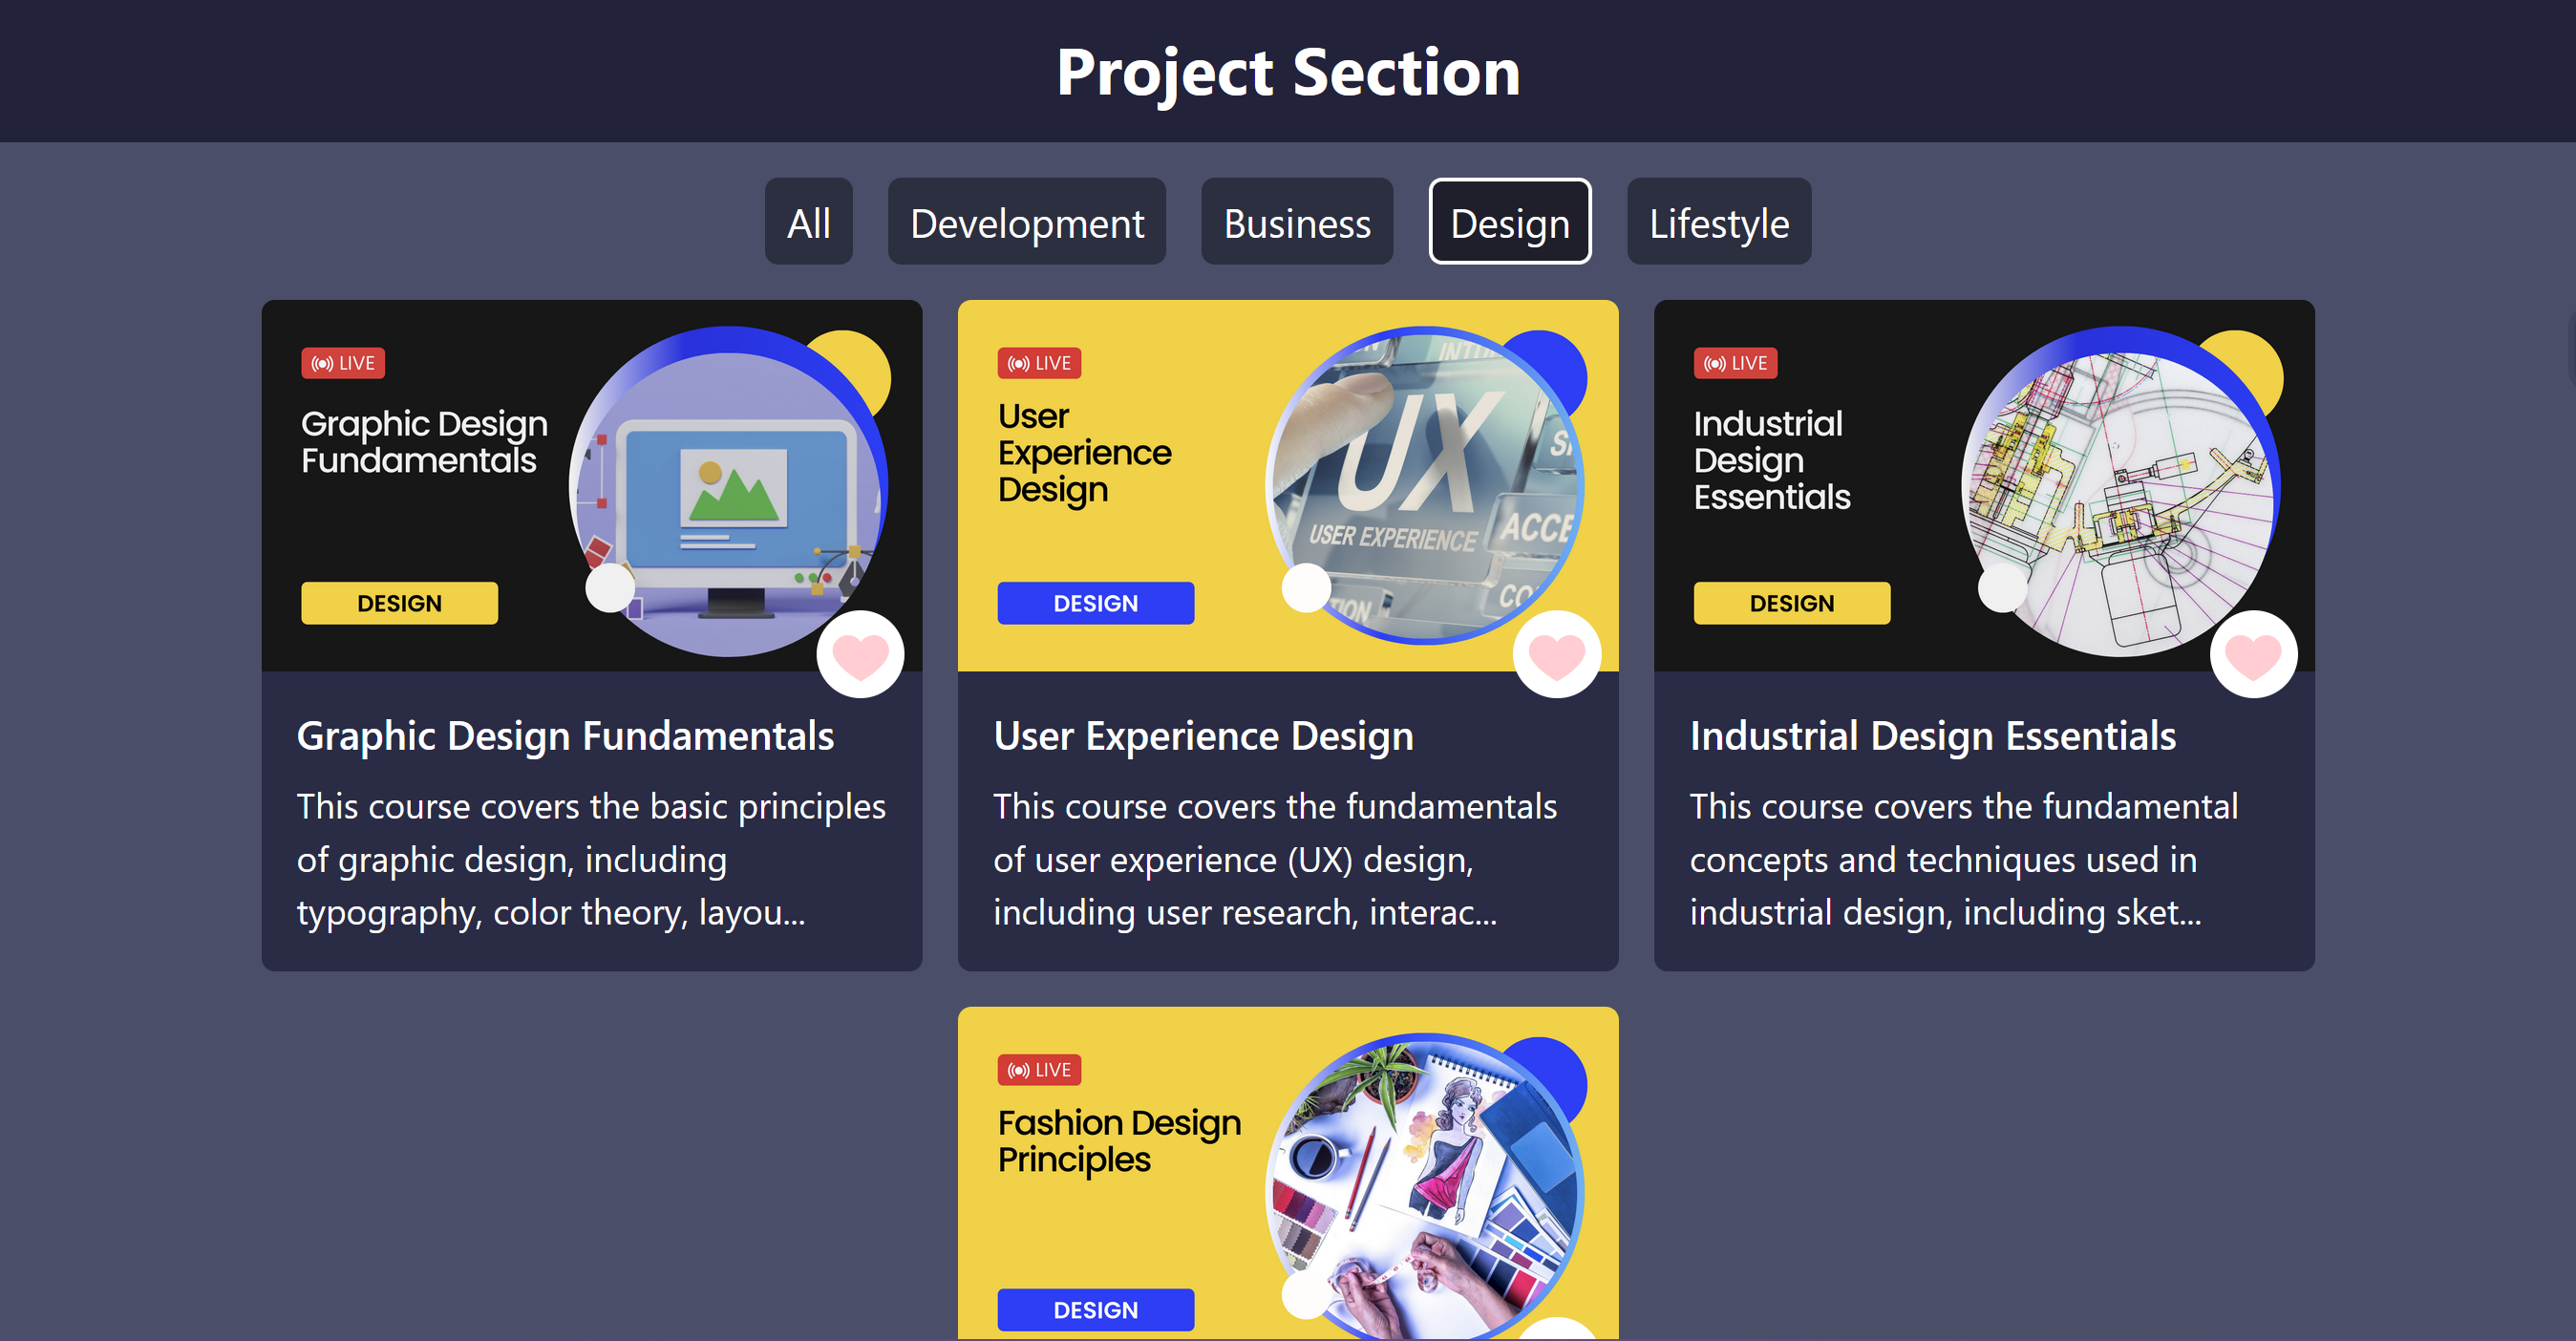 Project Section
All
Development
Business
Design
Lifestyle
LIVE
Graphic Design
Fundamentals
DESIGN
Graphic Design Fundamentals
This course covers the basic principles
of graphic design, including
typography, color theory, layou...
LIVE
User
Experience
Design
UX
USER EXPERIENCE
ACCE
CO
TION
DESIGN
User Experience Design
This course covers the fundamentals
of user experience (UX) design,
including user research, interac...
LIVE
Industrial
Design
Essentials
DESIGN
Industrial Design Essentials
This course covers the fundamental
concepts and techniques used in
industrial design, including sket...
LIVE
Fashion Design
Principles
DESIGN